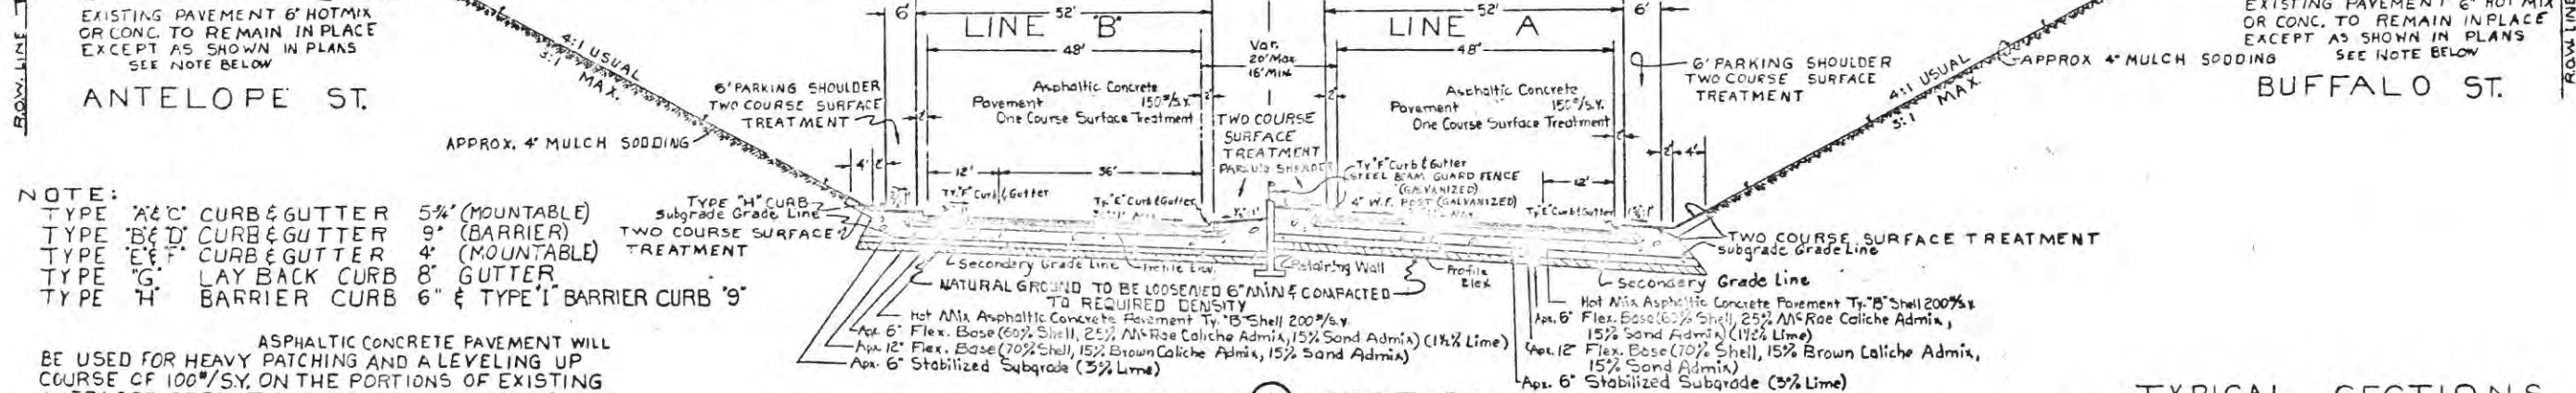 EXISTING PAVEMENT 6" HOTMIX
OR CONC. TO REMAIN IN PLACE
EXCEPT AS SHOWN IN PLANS
SEE NOTE BELOW
ANTELOPE ST.
R.O.W. LINE
4:1 USUAL
3:1 MAX.
APPROX. 4" MULCH SODDING
6' PARKING SHOULDER
TWO COURSE SURFACE
TREATMENT
6'
52'
LINE "B"
48'
Asphaltic Concrete
Pavement 150#/s.y.
One Course Surface Treatment
2'
4' 2'
12'
36'
Var.
20' Max
16' MIN.
2'
2'
TWO COURSE
SURFACE
TREATMENT
52'
6'
LINE A
48'
Asphaltic Concrete
Pavement 150#/s.y.
One Course Surface Treatment
6' PARKING SHOULDER
TWO COURSE SURFACE
TREATMENT
2' 4'
12'
4:1 USUAL
3:1 MAX.
APPROX 4" MULCH SODDING
EXISTING PAVEMENT 6" HOT MIX
OR CONC. TO REMAIN IN PLACE
EXCEPT AS SHOWN IN PLANS
SEE NOTE BELOW
BUFFALO ST.
ROW LINE
NOTE:
TYPE "A&C" CURB & GUTTER 5¾" (MOUNTABLE)
TYPE "B&D" CURB & GUTTER 9" (BARRIER)
TYPE "E&F" CURB & GUTTER 4" (MOUNTABLE)
TYPE "G" LAY BACK CURB 8" GUTTER
TYPE "H" BARRIER CURB 6" & TYPE "I" BARRIER CURB "9"
TYPE "H" CURB
Subgrade Grade Line
TWO COURSE SURFACE
TREATMENT
Ty. "F" Curb & Gutter
Ty. "E" Curb & Gutter
Ty. "F" Curb & Gutter
STEEL BEAM GUARD FENCE
(GALVANIZED)
4" W.F. POST (GALVANIZED)
Ty. "E" Curb & Gutter
Secondary Grade Line
Retaining Wall
Profile
Elev.
NATURAL GROUND TO BE LOOSENED 6" MIN & COMPACTED
TO REQUIRED DENSITY
Hot Mix Asphaltic Concrete Pavement Ty. "B" Shell 200#/s.y.
Apx. 6" Flex. Base (60% Shell, 25% McRae Caliche Admix, 15% Sand Admix) (1½% Lime)
Apx. 12" Flex. Base (70% Shell, 15% Brown Caliche Admix, 15% Sand Admix)
Apx. 6" Stabilized Subgrade (3% Lime)
TWO COURSE SURFACE TREATMENT
Subgrade Grade Line
Secondary Grade Line
Hot Mix Asphaltic Concrete Pavement Ty. "B" Shell 200#/s.y.
Apx. 6" Flex. Base (60% Shell, 25% McRae Caliche Admix,
15% Sand Admix) (1½% Lime)
Apx. 12" Flex. Base (70% Shell, 15% Brown Caliche Admix,
15% Sand Admix)
Apx. 6" Stabilized Subgrade (3% Lime)
ASPHALTIC CONCRETE PAVEMENT WILL
BE USED FOR HEAVY PATCHING AND A LEVELING UP
COURSE OF 100#/S.Y. ON THE PORTIONS OF EXISTING
TYPICAL SECTIONS